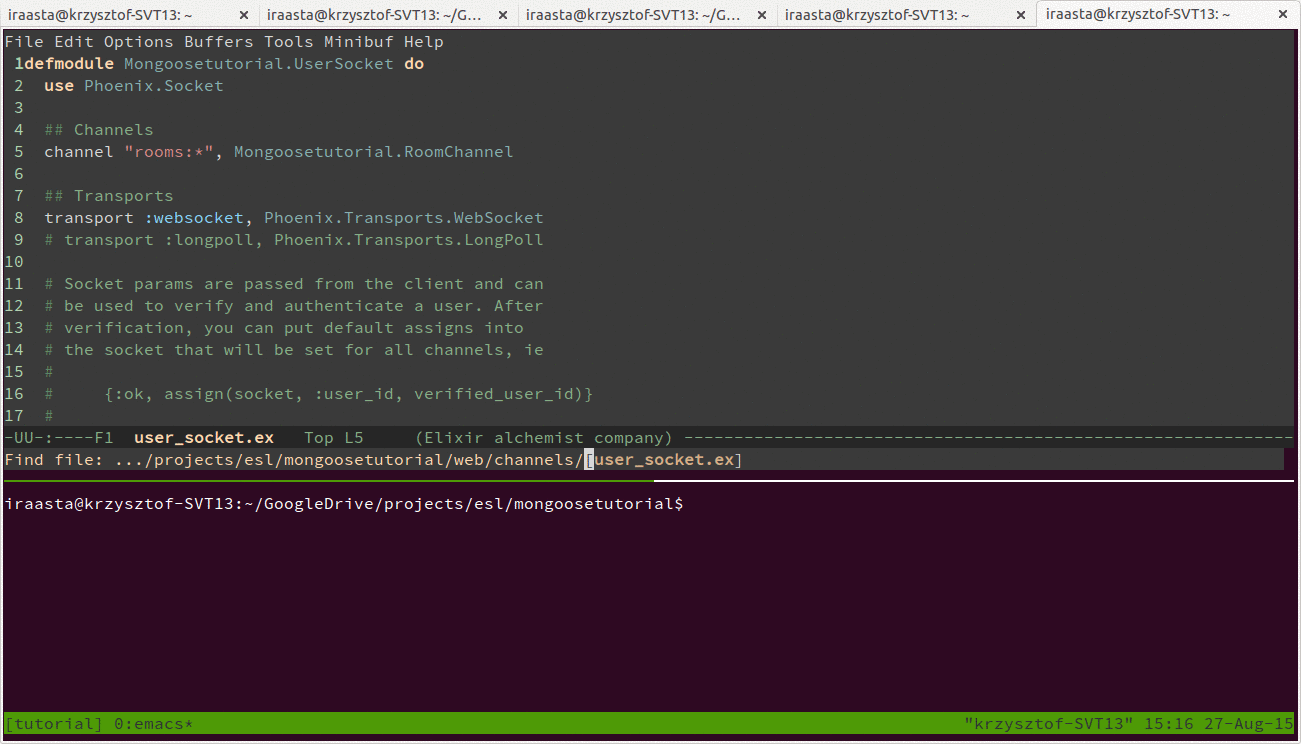 iraasta@krzysztof-SVT13: ~ × iraasta@krzysztof-SVT13: ~/G... × iraasta@krzysztof-SVT13: ~/G... × iraasta@krzysztof-SVT13: ~ × iraasta@krzysztof-SVT13: ~ ×
File Edit Options Buffers Tools Minibuf Help
1defmodule Mongoosetutorial.UserSocket do
2  use Phoenix.Socket
3
4  ## Channels
5  channel "rooms:*", Mongoosetutorial.RoomChannel
6
7  ## Transports
8  transport :websocket, Phoenix.Transports.WebSocket
9  # transport :longpoll, Phoenix.Transports.LongPoll
10
11  # Socket params are passed from the client and can
12  # be used to verify and authenticate a user. After
13  # verification, you can put default assigns into
14  # the socket that will be set for all channels, ie
15  #
16  #     {:ok, assign(socket, :user_id, verified_user_id)}
17  #
-UU-:----F1  user_socket.ex   Top L5     (Elixir alchemist company) -------------------------------------------------------------
Find file: .../projects/esl/mongoosetutorial/web/channels/[user_socket.ex]
iraasta@krzysztof-SVT13:~/GoogleDrive/projects/esl/mongoosetutorial$
[tutorial] 0:emacs* "krzysztof-SVT13" 15:16 27-Aug-15